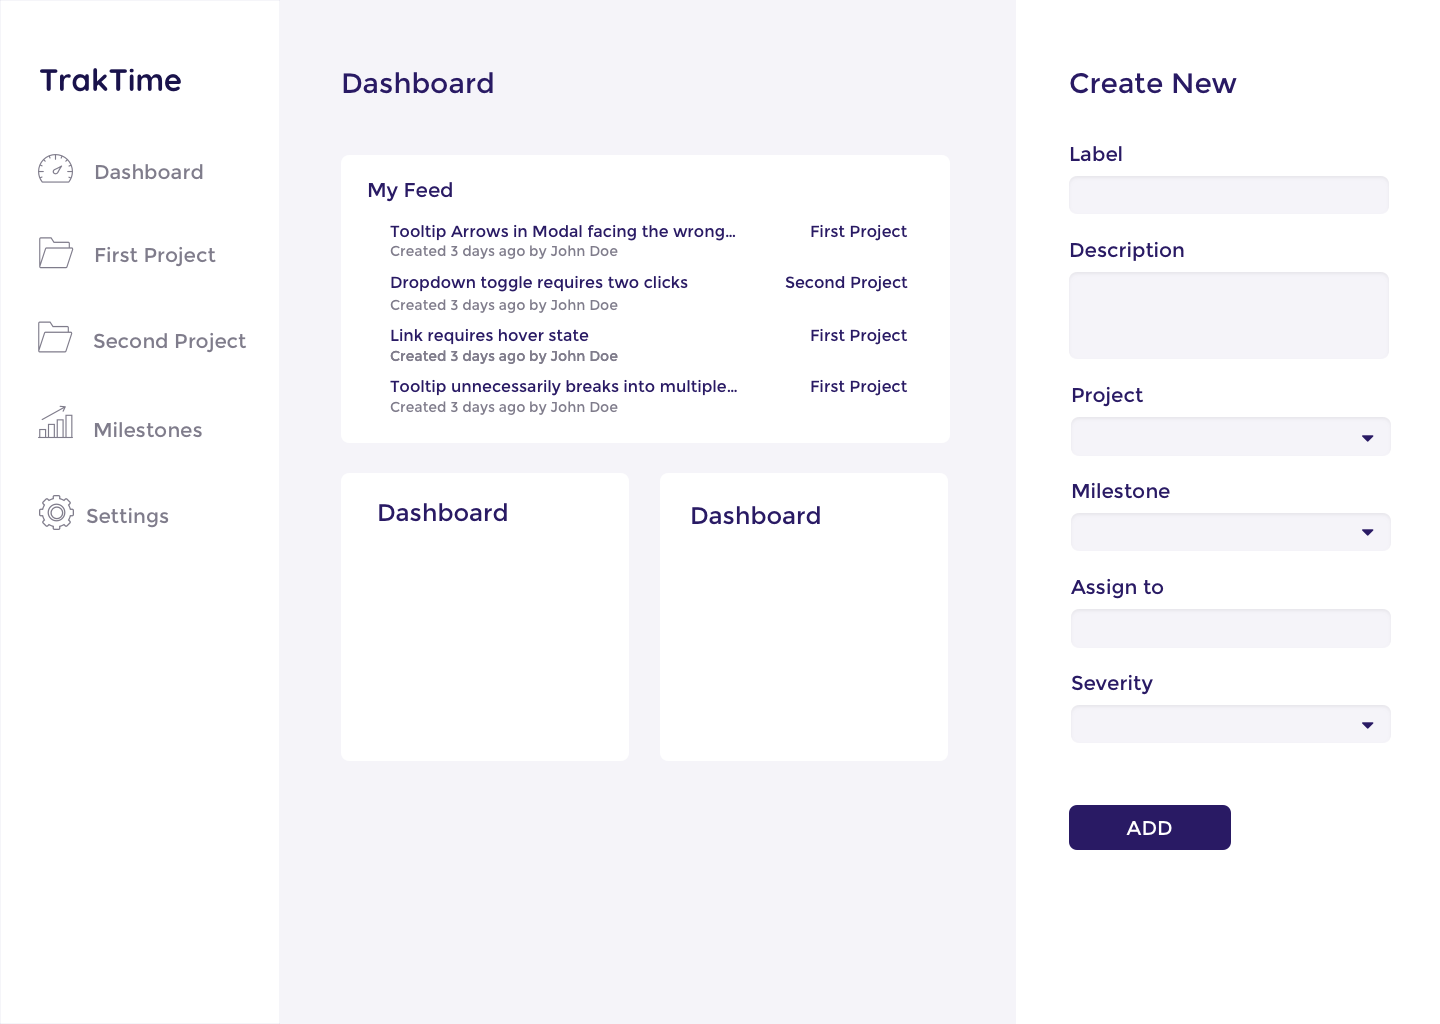 TrakTime
Dashboard
First Project
Second Project
Milestones
Settings
Dashboard
My Feed
Tooltip Arrows in Modal facing the wrong... First Project
Created 3 days ago by John Doe
Dropdown toggle requires two clicks Second Project
Created 3 days ago by John Doe
Link requires hover state First Project
Created 3 days ago by John Doe
Tooltip unnecessarily breaks into multiple... First Project
Created 3 days ago by John Doe
Dashboard
Dashboard
Create New
Label
Description
Project
Milestone
Assign to
Severity
ADD